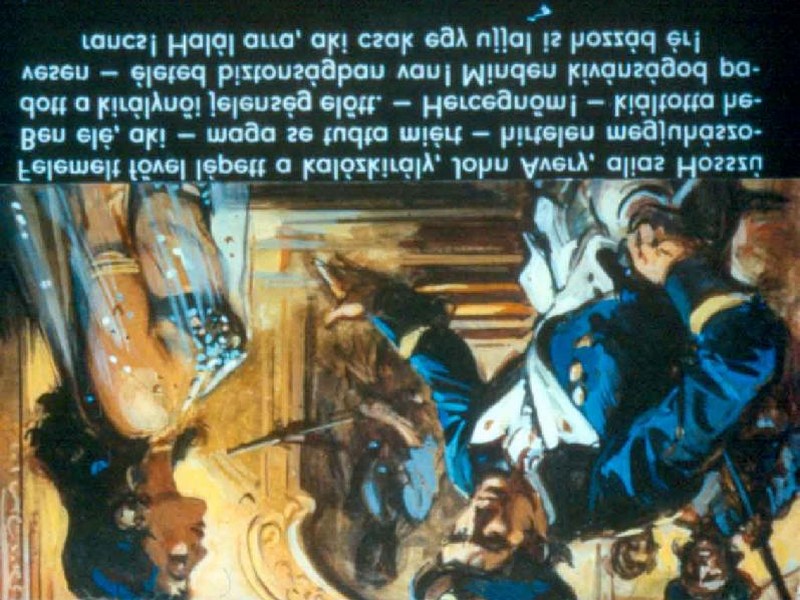 Felemelt fővel lépett a kalózkirály, John Avery, alias Hosszú
Ben elé, aki – maga se tudta miért – hirtelen megjuhászo-
dott a királynői jelenség előtt. – Hercegnőm! – kiáltotta he-
vesen – életed biztonságban van! Minden kívánságod pa-
rancs! Halál arra, aki csak egy ujjal is hozzád ér!